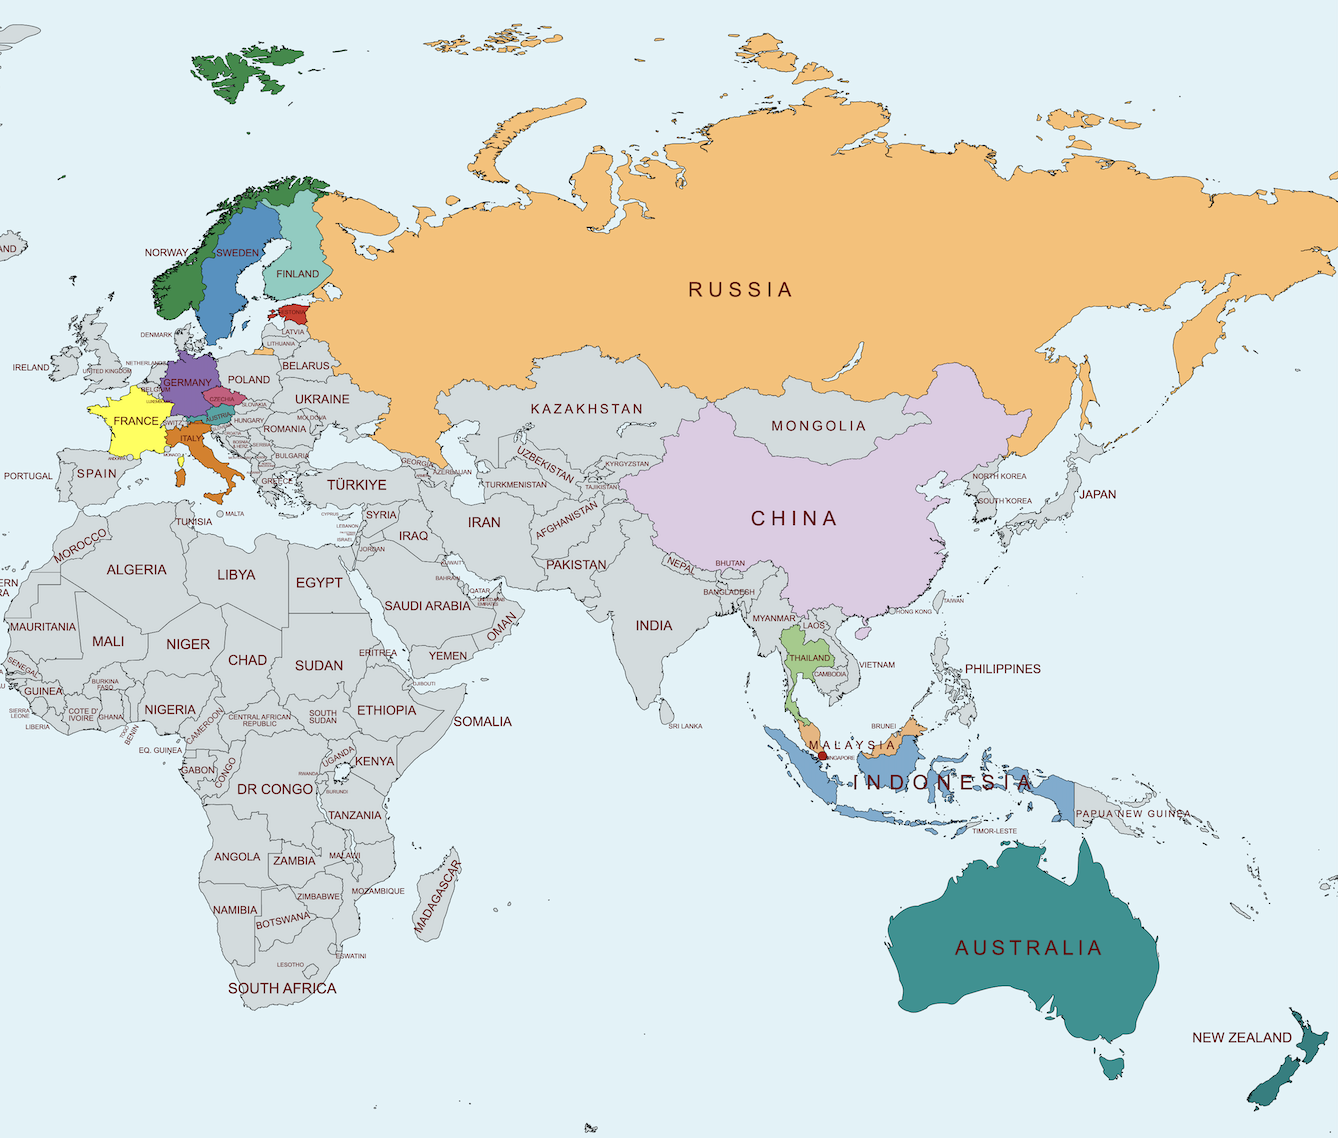 AND
NORWAY
SWEDEN
FINLAND
RUSSIA
ESTONIA
LATVIA
LITHUANIA
DENMARK
IRELAND
UNITED KINGDOM
NETHERLANDS
BELGIUM
GERMANY
POLAND
BELARUS
UKRAINE
CZECHIA
SLOVAKIA
FRANCE
AUSTRIA
HUNGARY
MOLDOVA
ROMANIA
ITALY
MONACO
ANDORRA
BULGARIA
PORTUGAL
SPAIN
GREECE
KAZAKHSTAN
MONGOLIA
GEORGIA
AZERBAIJAN
UZBEKISTAN
KYRGYZSTAN
TURKMENISTAN
TAJIKISTAN
TÜRKIYE
NORTH KOREA
SOUTH KOREA
JAPAN
MALTA
TUNISIA
CYPRUS
SYRIA
LEBANON
ISRAEL
IRAQ
IRAN
AFGHANISTAN
CHINA
MOROCCO
ALGERIA
LIBYA
EGYPT
JORDAN
KUWAIT
PAKISTAN
NEPAL
BHUTAN
BAHRAIN
QATAR
UNITED ARAB
EMIRATES
SAUDI ARABIA
OMAN
YEMEN
BANGLADESH
INDIA
MYANMAR
LAOS
HONG KONG
TAIWAN
ERN
RA
MAURITANIA
MALI
NIGER
CHAD
SUDAN
ERITREA
DJIBOUTI
THAILAND
CAMBODIA
VIETNAM
PHILIPPINES
SENEGAL
GUINEA
BURKINA
FASO
SIERRA
LEONE
LIBERIA
COTE D'
IVOIRE
GHANA
TOGO
BENIN
NIGERIA
CAMEROON
CENTRAL AFRICAN
REPUBLIC
SOUTH
SUDAN
ETHIOPIA
SOMALIA
SRI LANKA
BRUNEI
MALAYSIA
SINGAPORE
INDONESIA
EQ. GUINEA
GABON
CONGO
DR CONGO
UGANDA
KENYA
RWANDA
BURUNDI
TANZANIA
PAPUA NEW GUINEA
TIMOR-LESTE
ANGOLA
ZAMBIA
MALAWI
MOZAMBIQUE
ZIMBABWE
NAMIBIA
BOTSWANA
MADAGASCAR
ESWATINI
LESOTHO
SOUTH AFRICA
AUSTRALIA
NEW ZEALAND